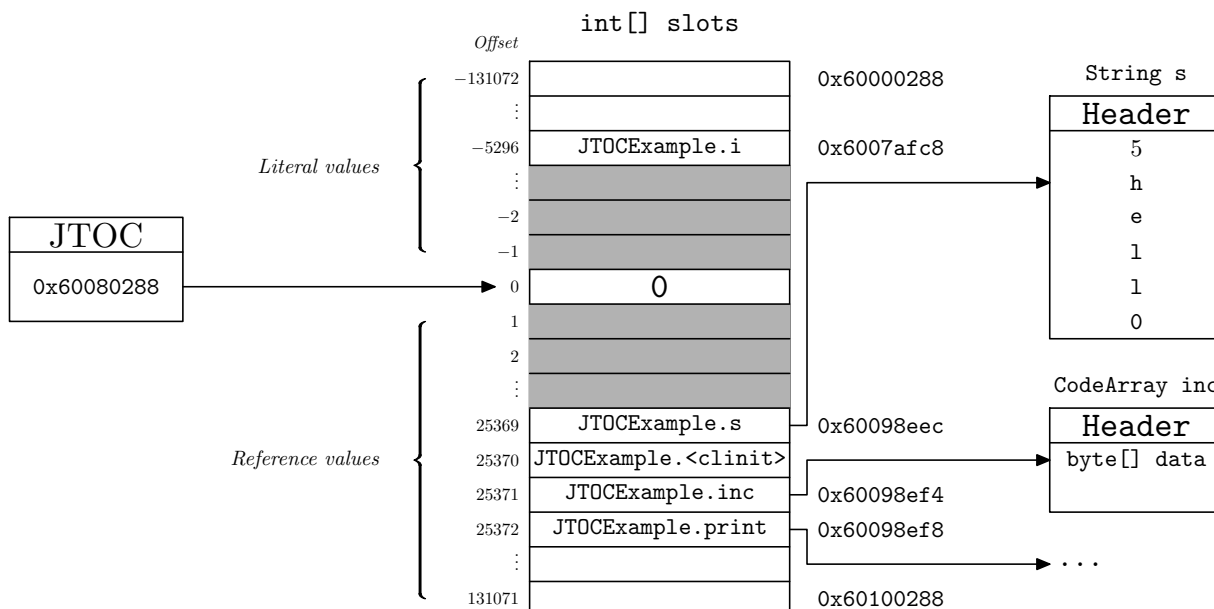 int[] slots
Offset
−131072
0x60000288
String s
⋮
Header
−5296
JTOCExample.i
0x6007afc8
5
Literal values
⋮
h
−2
e
JTOC
−1
l
0x60080288
0
0
l
1
O
2
⋮
CodeArray inc
25369
JTOCExample.s
0x60098eec
Header
Reference values
25370
JTOCExample.<clinit>
byte[] data
25371
JTOCExample.inc
0x60098ef4
25372
JTOCExample.print
0x60098ef8
⋮
...
131071
0x60100288